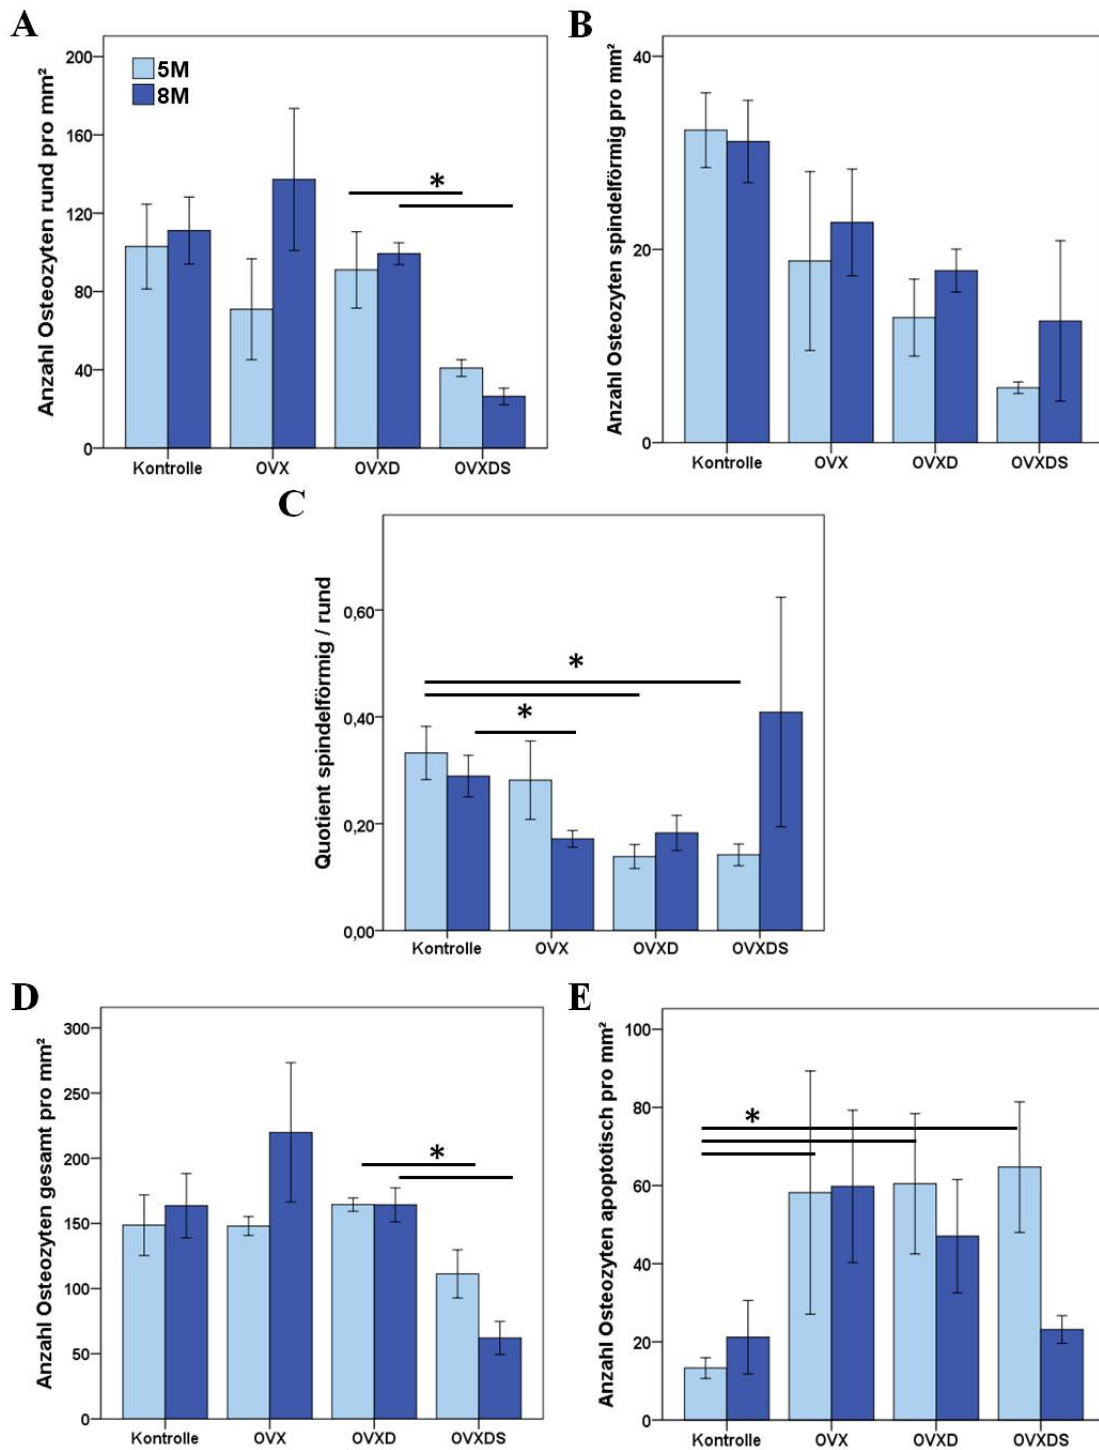 A
Anzahl Osteozyten rund pro mm²
200
160
120
80
40
0
5M
8M
*
Kontrolle OVX OVXD OVXDS
B
Anzahl Osteozyten spindelförmig pro mm²
40
20
0
Kontrolle OVX OVXD OVXDS
C
Quotient spindelförmig / rund
0,60
0,40
0,20
0,00
*
*
Kontrolle OVX OVXD OVXDS
D
Anzahl Osteozyten gesamt pro mm²
300
250
200
150
100
50
0
*
Kontrolle OVX OVXD OVXDS
E
Anzahl Osteozyten apoptotisch pro mm²
100
80
60
40
20
0
*
Kontrolle OVX OVXD OVXDS